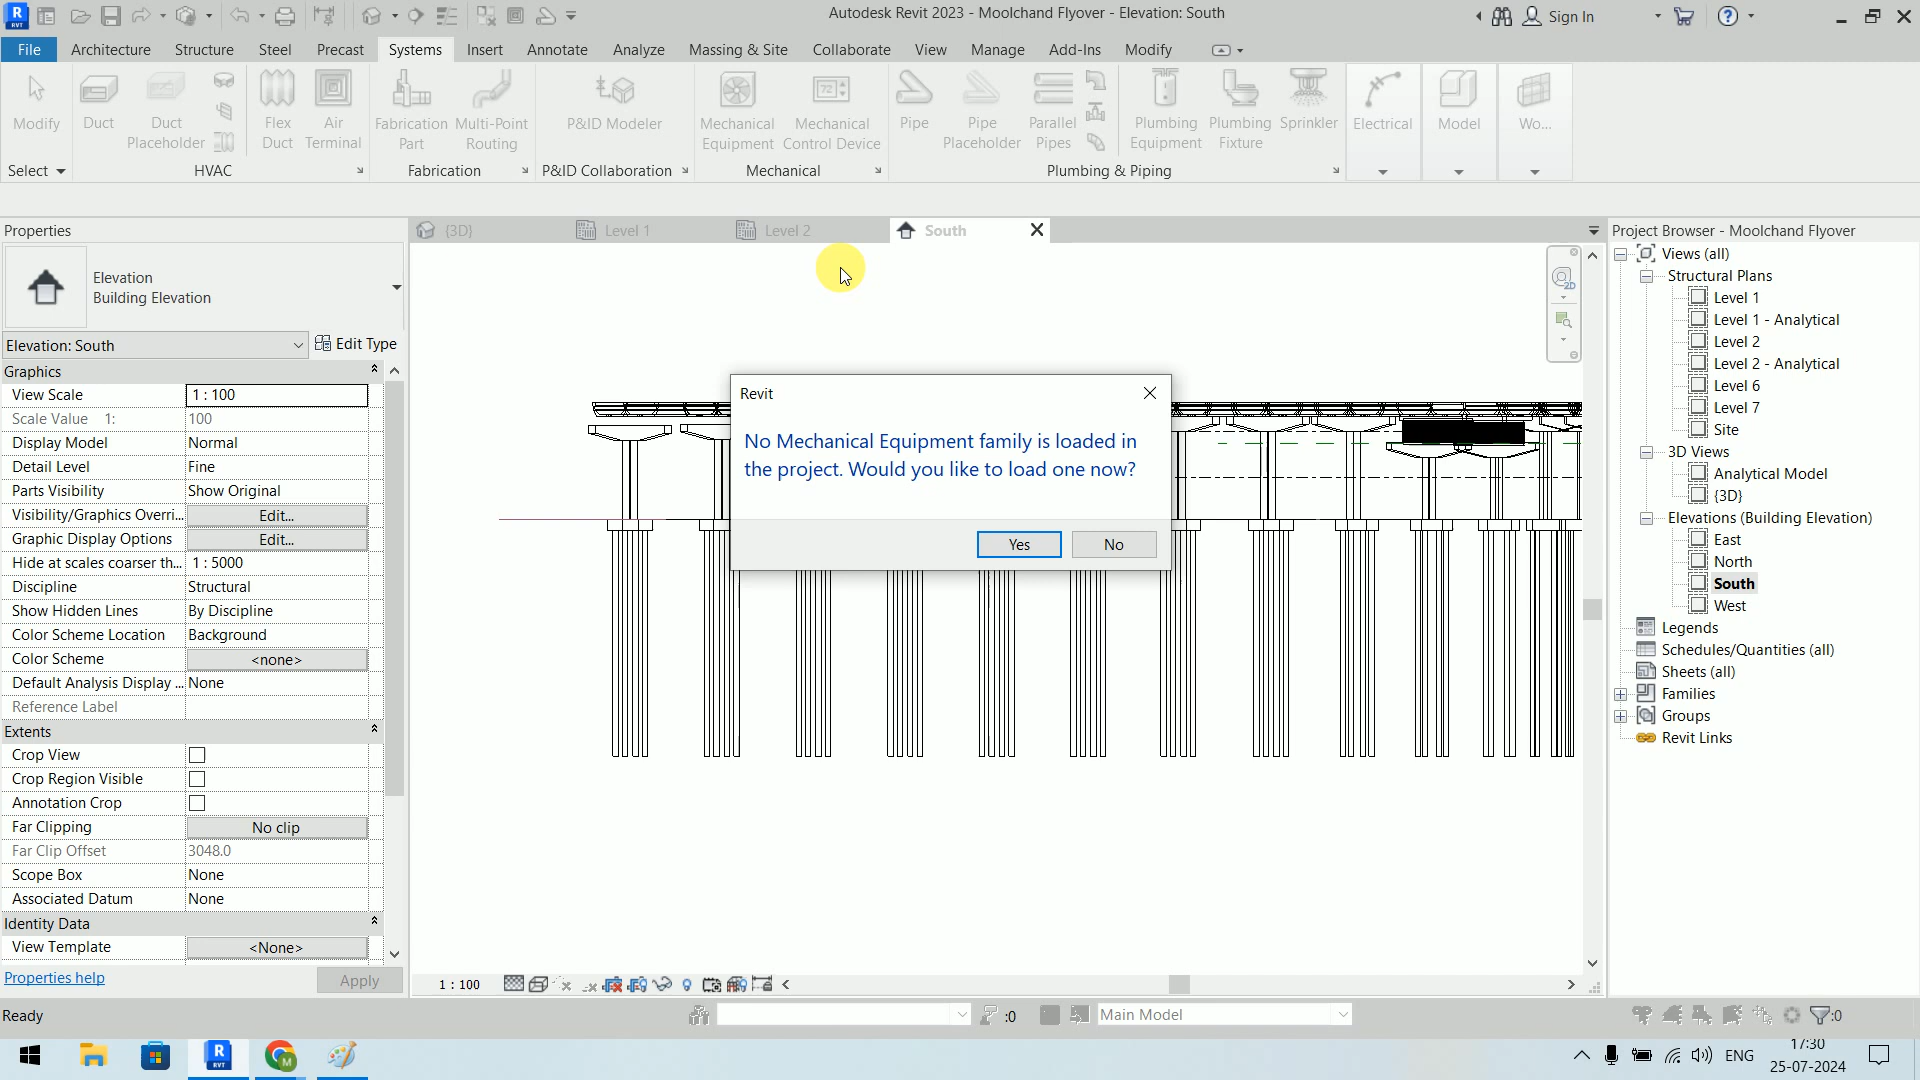 Autodesk Revit 2023 - Moolchand Flyover - Elevation: South
Sign In
File Architecture Structure Steel Precast Systems Insert Annotate Analyze Massing & Site Collaborate View Manage Add-Ins Modify
Modify
Duct
Duct Placeholder
Flex Duct
Air Terminal
Fabrication Part
Multi-Point Routing
P&ID Modeler
Mechanical Equipment
Mechanical Control Device
Pipe
Pipe Placeholder
Parallel Pipes
Plumbing Equipment
Plumbing Fixture
Sprinkler
Electrical
Model
Wo...
Select HVAC Fabrication P&ID Collaboration Mechanical Plumbing & Piping
Properties
{3D} Level 1 Level 2 South
Elevation
Building Elevation
Elevation: South Edit Type
Graphics
View Scale 1 : 100
Scale Value 1: 100
Display Model Normal
Detail Level Fine
Parts Visibility Show Original
Visibility/Graphics Overri... Edit...
Graphic Display Options Edit...
Hide at scales coarser th... 1 : 5000
Discipline Structural
Show Hidden Lines By Discipline
Color Scheme Location Background
Color Scheme <none>
Default Analysis Display ... None
Reference Label
Extents
Crop View
Crop Region Visible
Annotation Crop
Far Clipping No clip
Far Clip Offset 3048.0
Scope Box None
Associated Datum None
Identity Data
View Template <None>
Properties help Apply
Revit
No Mechanical Equipment family is loaded in
the project. Would you like to load one now?
Yes No
2D
Project Browser - Moolchand Flyover
Views (all)
Structural Plans
Level 1
Level 1 - Analytical
Level 2
Level 2 - Analytical
Level 6
Level 7
Site
3D Views
Analytical Model
{3D}
Elevations (Building Elevation)
East
North
South
West
Legends
Schedules/Quantities (all)
Sheets (all)
Families
Groups
Revit Links
1 : 100
Ready :0 Main Model :0
ENG
17:30
25-07-2024